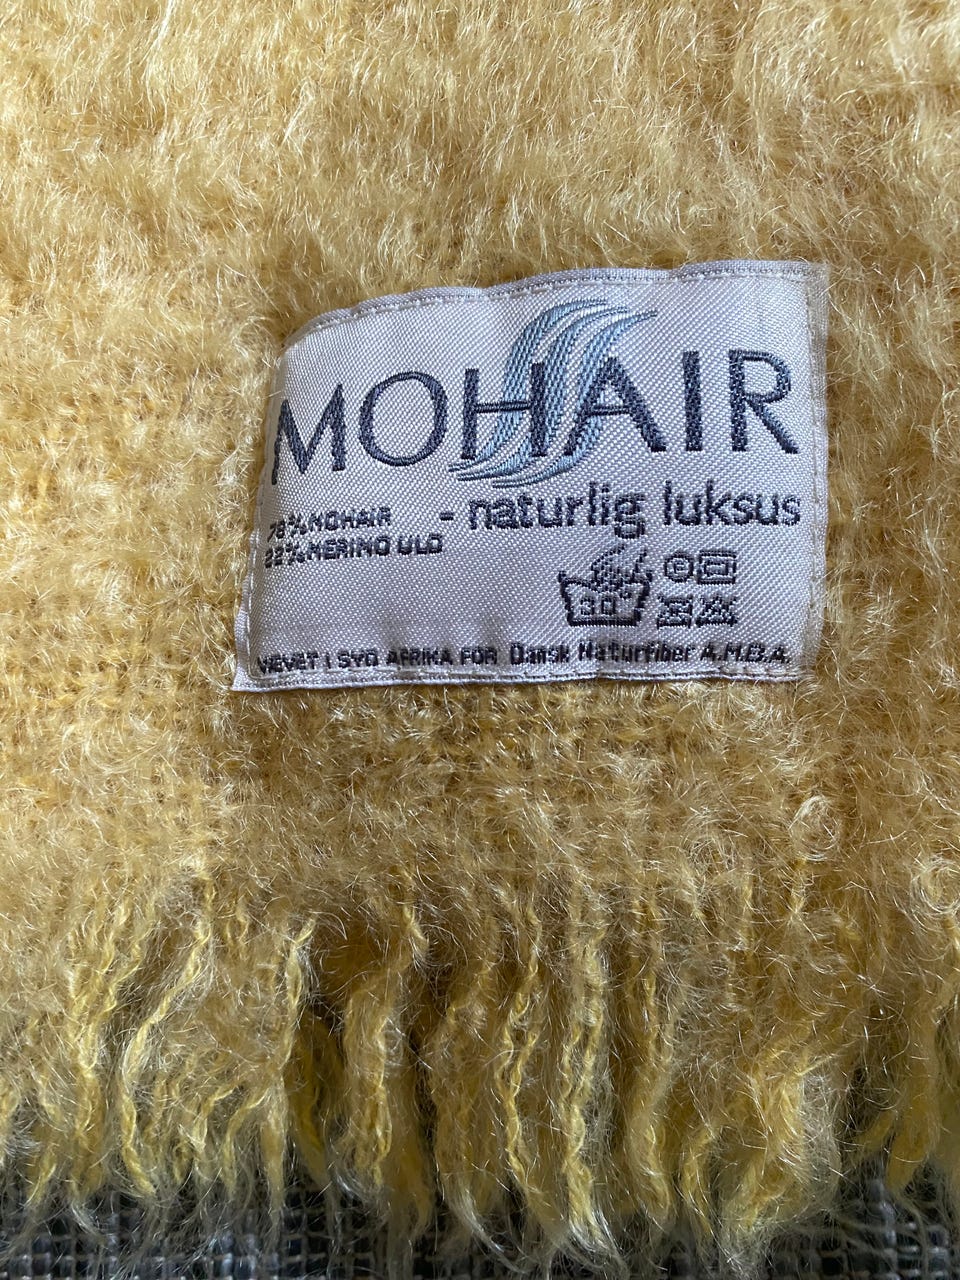 MOHAIR
- naturlig luksus
78% MOHAIR
22% MERINO ULD
30°
VÆVET I SYD AFRIKA FOR Dansk Naturfiber A.M.B.A.